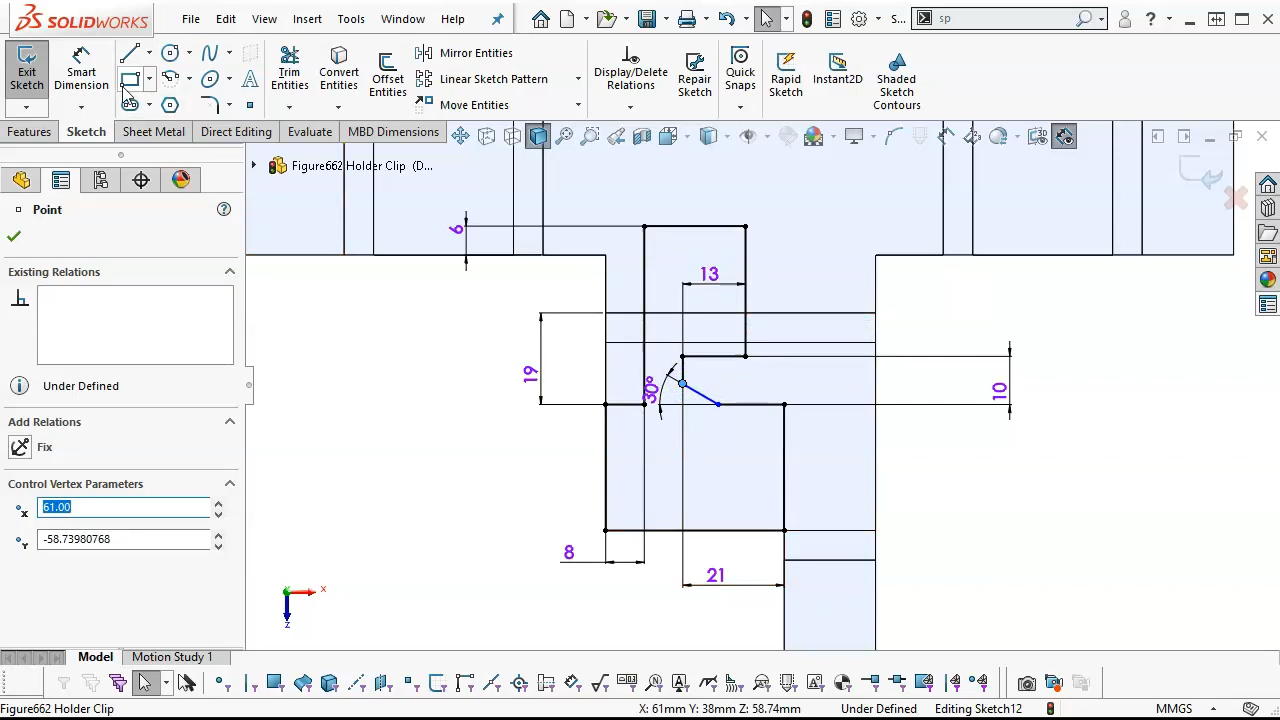 SOLIDWORKS
File Edit View Insert Tools Window Help
S...
sp
Exit Sketch
Smart Dimension
Trim Entities
Convert Entities
Offset Entities
Mirror Entities
Linear Sketch Pattern
Move Entities
Display/Delete Relations
Repair Sketch
Quick Snaps
Rapid Sketch
Instant2D
Shaded Sketch Contours
Features Sketch Sheet Metal Direct Editing Evaluate MBD Dimensions
Figure662 Holder Clip (D...
Point
Existing Relations
Under Defined
Add Relations
Fix
Control Vertex Parameters
61.00
-58.73980768
6
13
19
30°
10
8
21
x
z
Model Motion Study 1
Figure662 Holder Clip
X: 61mm Y: 38mm Z: 58.74mm
Under Defined
Editing Sketch12
MMGS